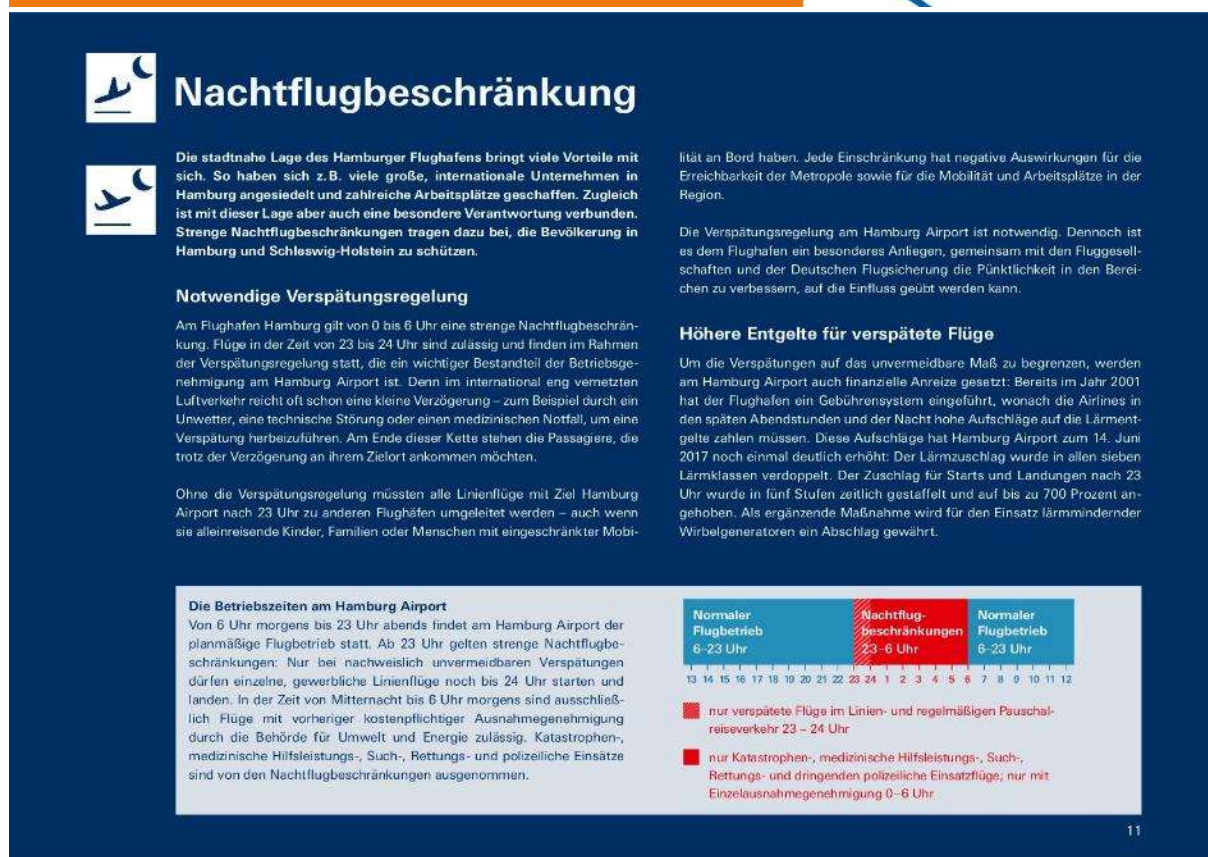 Nachtflugbeschränkung
Die stadtnahe Lage des Hamburger Flughafens bringt viele Vorteile mit
sich. So haben sich z. B. viele große, internationale Unternehmen in
Hamburg angesiedelt und zahlreiche Arbeitsplätze geschaffen. Zugleich
ist mit dieser Lage aber auch eine besondere Verantwortung verbunden.
Strenge Nachtflugbeschränkungen tragen dazu bei, die Bevölkerung in
Hamburg und Schleswig-Holstein zu schützen.
Notwendige Verspätungsregelung
Am Flughafen Hamburg gilt von 0 bis 6 Uhr eine strenge Nachtflugbeschrän-
kung. Flüge in der Zeit von 23 bis 24 Uhr sind zulässig und finden im Rahmen
der Verspätungsregelung statt, die ein wichtiger Bestandteil der Betriebsge-
nehmigung am Hamburg Airport ist. Denn im international eng vernetzten
Luftverkehr reicht oft schon eine kleine Verzögerung – zum Beispiel durch ein
Unwetter, eine technische Störung oder einen medizinischen Notfall, um eine
Verspätung herbeizuführen. Am Ende dieser Kette stehen die Passagiere, die
trotz der Verzögerung an ihrem Zielort ankommen möchten.
Ohne die Verspätungsregelung müssten alle Linienflüge mit Ziel Hamburg
Airport nach 23 Uhr zu anderen Flughäfen umgeleitet werden – auch wenn
sie alleinreisende Kinder, Familien oder Menschen mit eingeschränkter Mobi-
lität an Bord haben. Jede Einschränkung hat negative Auswirkungen für die
Erreichbarkeit der Metropole sowie für die Mobilität und Arbeitsplätze in der
Region.
Die Verspätungsregelung am Hamburg Airport ist notwendig. Dennoch ist
es dem Flughafen ein besonderes Anliegen, gemeinsam mit den Fluggesell-
schaften und der Deutschen Flugsicherung die Pünktlichkeit in den Berei-
chen zu verbessern, auf die Einfluss geübt werden kann.
Höhere Entgelte für verspätete Flüge
Um die Verspätungen auf das unvermeidbare Maß zu begrenzen, werden
am Hamburg Airport auch finanzielle Anreize gesetzt: Bereits im Jahr 2001
hat der Flughafen ein Gebührensystem eingeführt, wonach die Airlines in
den späten Abendstunden und der Nacht hohe Aufschläge auf die Lärment-
gelte zahlen müssen. Diese Aufschläge hat Hamburg Airport zum 14. Juni
2017 noch einmal deutlich erhöht: Der Lärmzuschlag wurde in allen sieben
Lärmklassen verdoppelt. Der Zuschlag für Starts und Landungen nach 23
Uhr wurde in fünf Stufen zeitlich gestaffelt und auf bis zu 700 Prozent an-
gehoben. Als ergänzende Maßnahme wird für den Einsatz lärmmindernder
Wirbelgeneratoren ein Abschlag gewährt.
Die Betriebszeiten am Hamburg Airport
Von 6 Uhr morgens bis 23 Uhr abends findet am Hamburg Airport der
planmäßige Flugbetrieb statt. Ab 23 Uhr gelten strenge Nachtflugbe-
schränkungen: Nur bei nachweislich unvermeidbaren Verspätungen
dürfen einzelne, gewerbliche Linienflüge noch bis 24 Uhr starten und
landen. In der Zeit von Mitternacht bis 6 Uhr morgens sind ausschließ-
lich Flüge mit vorheriger kostenpflichtiger Ausnahmegenehmigung
durch die Behörde für Umwelt und Energie zulässig. Katastrophen-,
medizinische Hilfsleistungs-, Such-, Rettungs- und polizeiliche Einsätze
sind von den Nachtflugbeschränkungen ausgenommen.
Normaler
Flugbetrieb
6–23 Uhr
Nachtflug-
beschränkungen
23–6 Uhr
Normaler
Flugbetrieb
6–23 Uhr
13 14 15 16 17 18 19 20 21 22 23 24 1 2 3 4 5 6 7 8 9 10 11 12
nur verspätete Flüge im Linien- und regelmäßigen Pauschal-
reiseverkehr 23 – 24 Uhr
nur Katastrophen-, medizinische Hilfsleistungs-, Such-,
Rettungs- und dringenden polizeiliche Einsatzflüge; nur mit
Einzelausnahmegenehmigung 0–6 Uhr
11